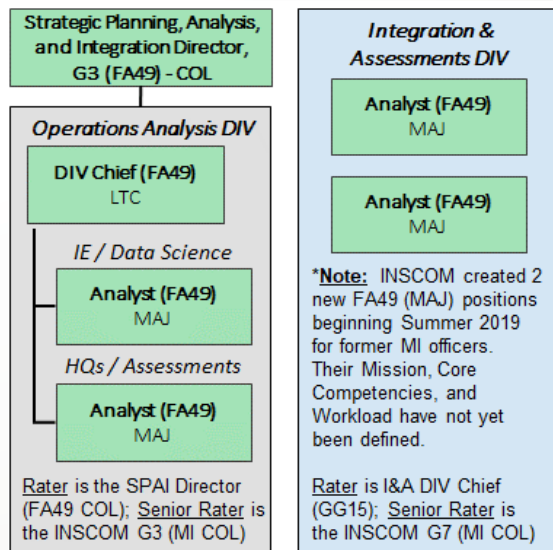 Strategic Planning, Analysis,
and Integration Director,
G3 (FA49) - COL
Operations Analysis DIV
DIV Chief (FA49)
LTC
IE / Data Science
Analyst (FA49)
MAJ
HQs / Assessments
Analyst (FA49)
MAJ
Rater is the SPAI Director
(FA49 COL); Senior Rater is
the INSCOM G3 (MI COL)
Integration &
Assessments DIV
Analyst (FA49)
MAJ
Analyst (FA49)
MAJ
*Note: INSCOM created 2
new FA49 (MAJ) positions
beginning Summer 2019
for former MI officers.
Their Mission, Core
Competencies, and
Workload have not yet
been defined.
Rater is I&A DIV Chief
(GG15); Senior Rater is
the INSCOM G7 (MI COL)